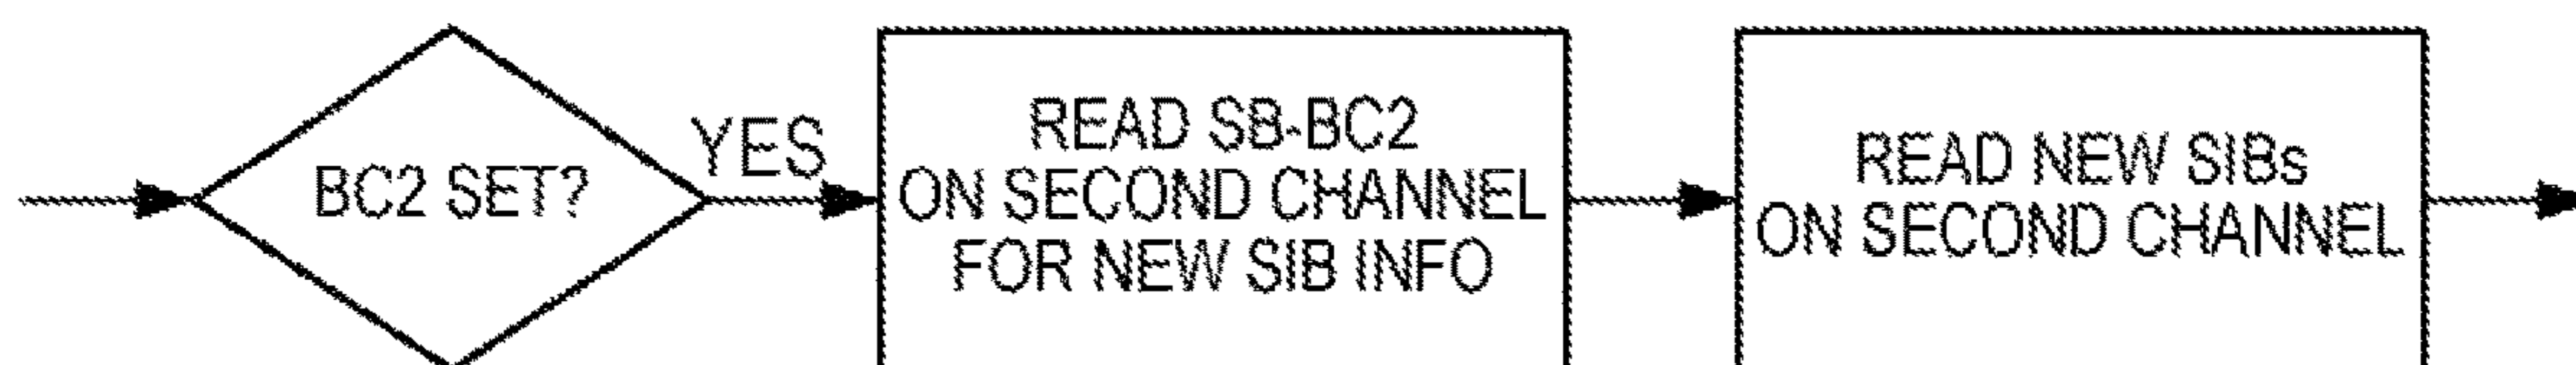 BC2 SET?
YES
READ SB-BC2
ON SECOND CHANNEL
FOR NEW SIB INFO
READ NEW SIBs
ON SECOND CHANNEL